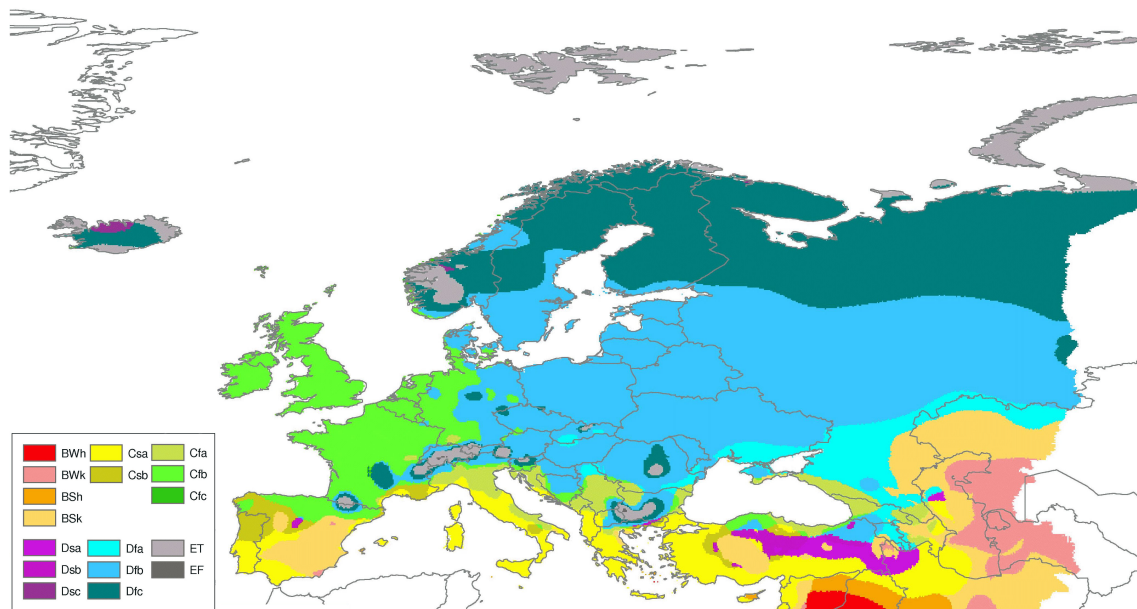 BWh Csa Cfa
BWk Csb Cfb
BSh Cfc
BSk
Dsa Dfa ET
Dsb Dfb EF
Dsc Dfc